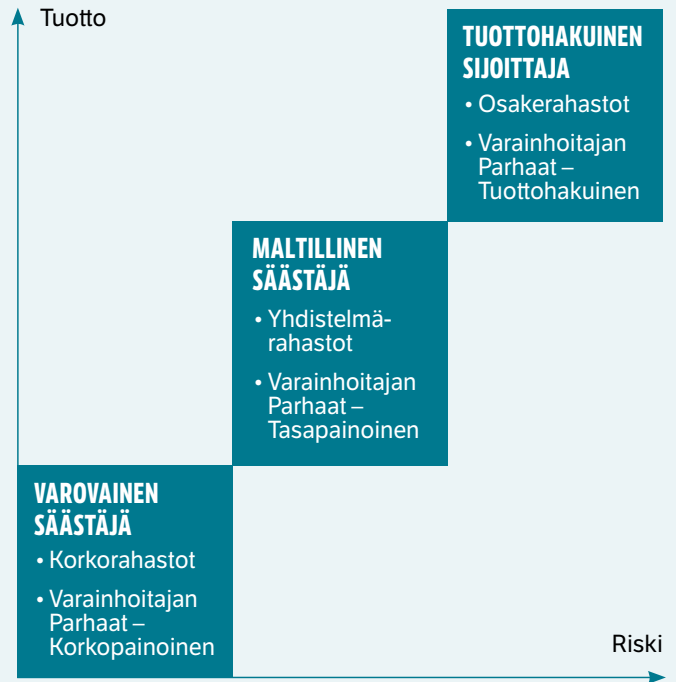 Tuotto
TUOTTOHAKUINEN
SIJOITTAJA
• Osakerahastot
• Varainhoitajan
Parhaat –
Tuottohakuinen
MALTILLINEN
SÄÄSTÄJÄ
• Yhdistelmä-
rahastot
• Varainhoitajan
Parhaat –
Tasapainoinen
VAROVAINEN
SÄÄSTÄJÄ
• Korkorahastot
• Varainhoitajan
Parhaat –
Korkopainoinen
Riski